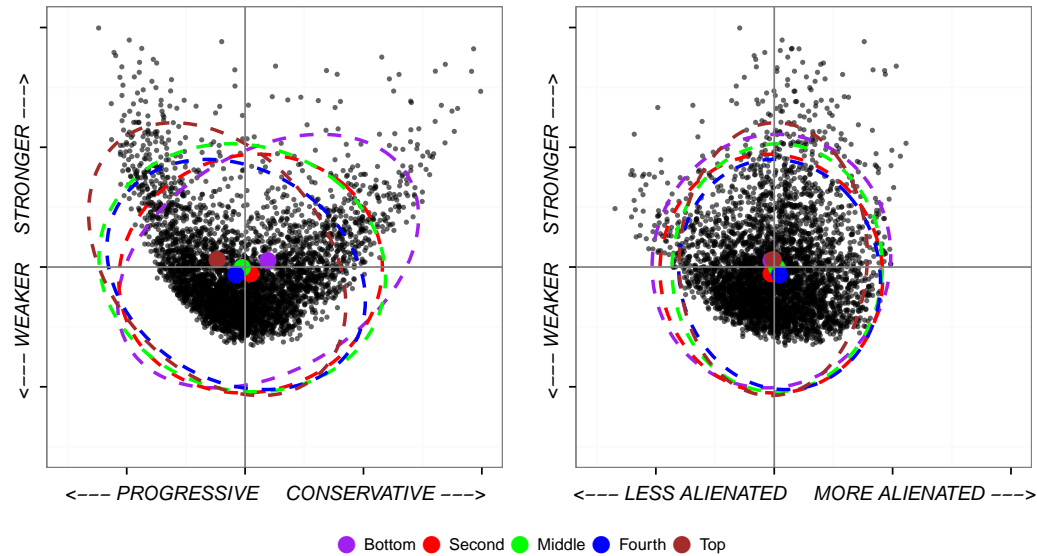 <---- WEAKER      STRONGER ---->
<---- WEAKER      STRONGER ---->
<--- PROGRESSIVE    CONSERVATIVE --->
<--- LESS ALIENATED    MORE ALIENATED --->
Bottom Second Middle Fourth Top